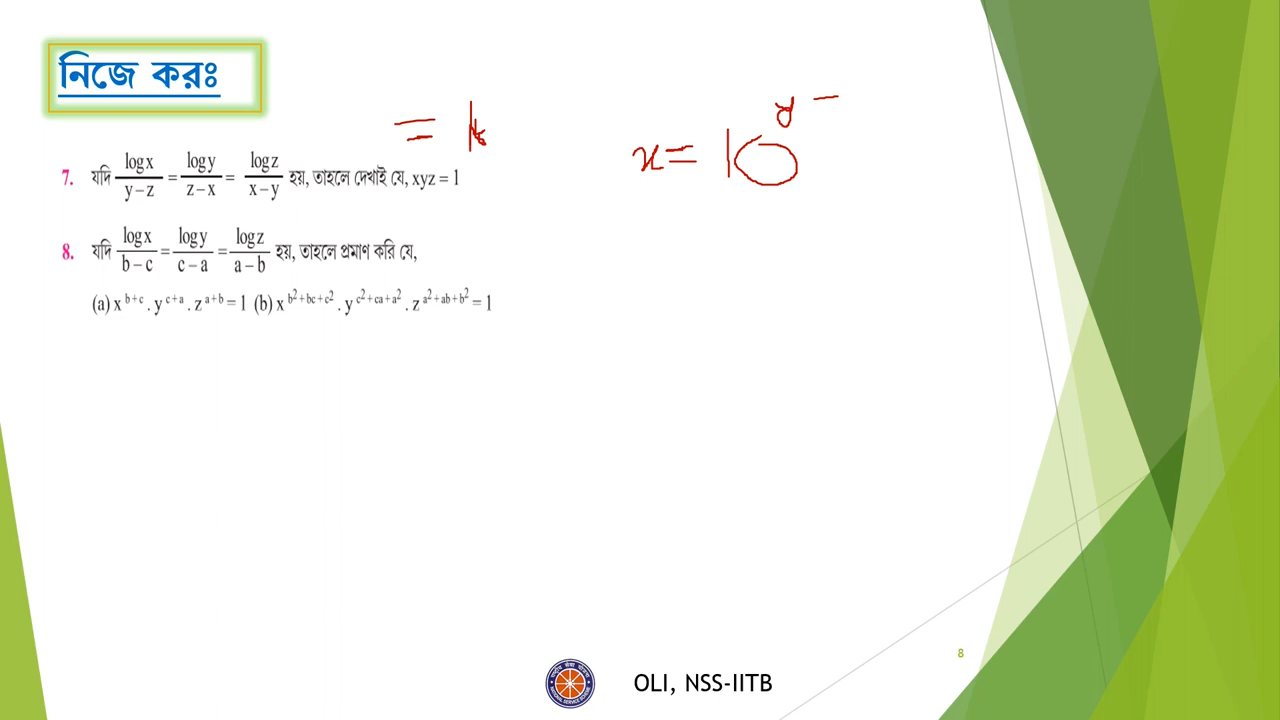 নিজে করঃ
= k
x = 10^y −
7. যদি logx/y−z = logy/z−x = logz/x−y হয়, তাহলে দেখাই যে, xyz = 1
8. যদি logx/b−c = logy/c−a = logz/a−b হয়, তাহলে প্রমাণ করি যে,
(a) x^b+c . y^c+a . z^a+b = 1 (b) x^b²+bc+c² . y^c²+ca+a² . z^a²+ab+b² = 1
8
OLI, NSS-IITB